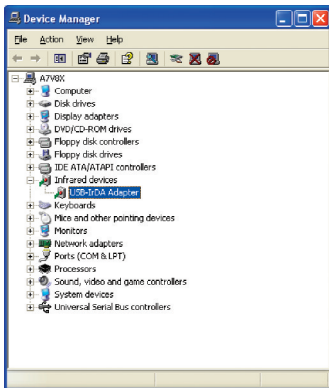 Device Manager
File Action View Help
A7V8X
Computer
Disk drives
Display adapters
DVD/CD-ROM drives
Floppy disk controllers
Floppy disk drives
IDE ATA/ATAPI controllers
Infrared devices
USB-IrDA Adapter
Keyboards
Mice and other pointing devices
Monitors
Network adapters
Ports (COM & LPT)
Processors
Sound, video and game controllers
System devices
Universal Serial Bus controllers